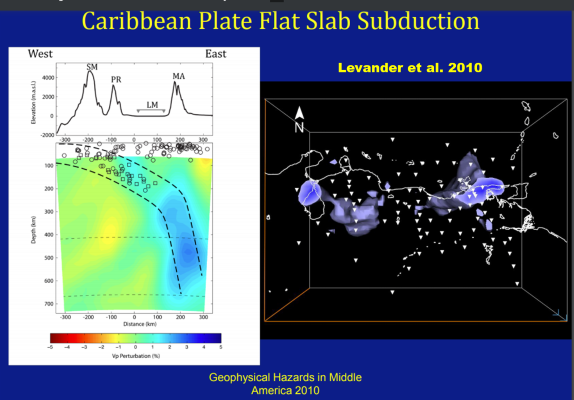 Caribbean Plate Flat Slab Subduction
West East
SM
PR
MA
LM
Elevation (m.a.s.l.)
4000
2000
0
-2000
-300 -200 -100 0 100 200 300
Levander et al. 2010
N
Depth (km)
100
200
300
400
500
600
700
-300 -200 -100 0 100 200 300
Distance (km)
-5 -4 -3 -2 -1 0 1 2 3 4 5
Vp Perturbation (%)
Geophysical Hazards in Middle
America 2010